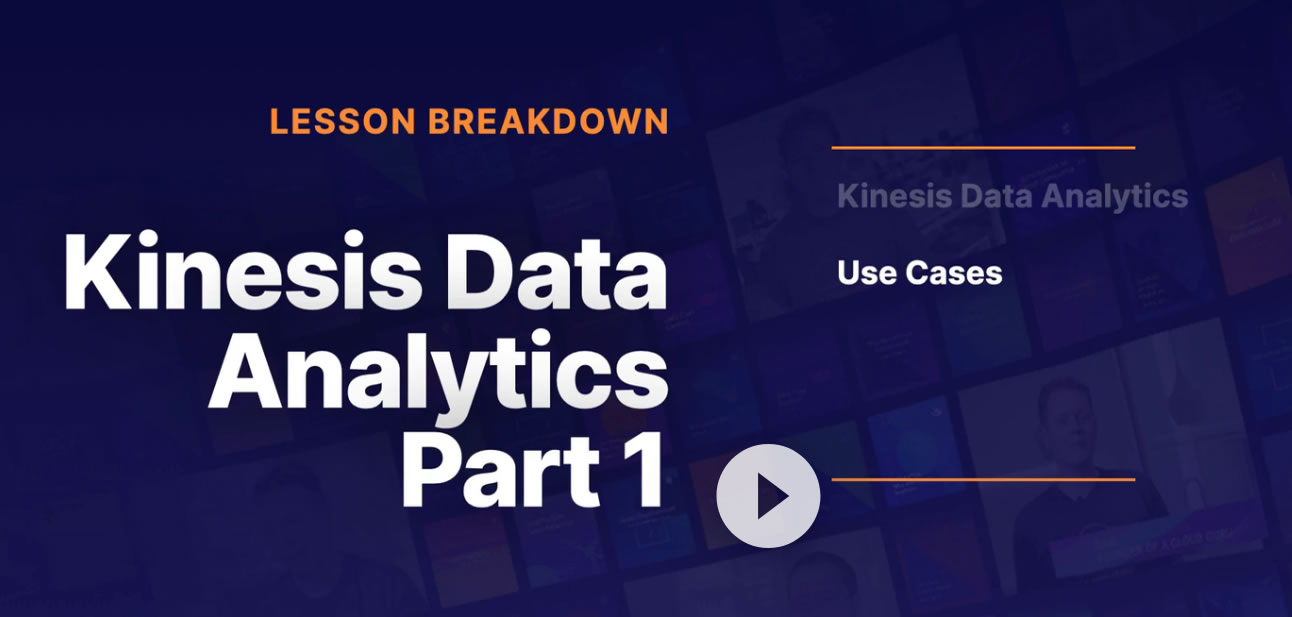 LESSON BREAKDOWN
Kinesis Data
Analytics
Part 1
Kinesis Data Analytics
Use Cases